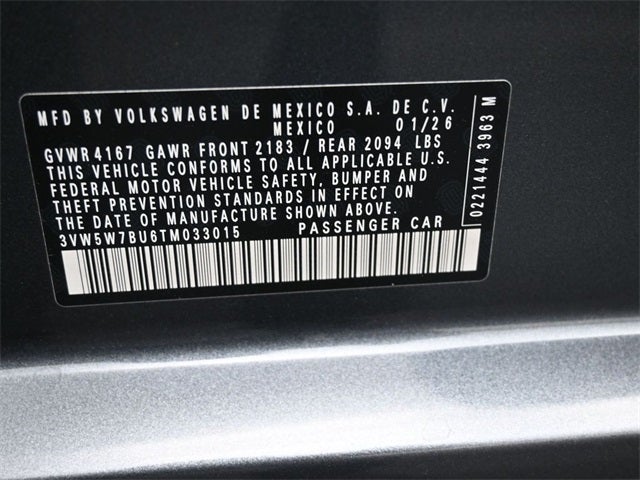 MFD BY VOLKSWAGEN DE MEXICO S.A. DE C.V.
MEXICO 01/26
GVWR 4167 GAWR FRONT 2183 / REAR 2094 LBS
THIS VEHICLE CONFORMS TO ALL APPLICABLE U.S.
FEDERAL MOTOR VEHICLE SAFETY, BUMPER AND
THEFT PREVENTION STANDARDS IN EFFECT ON
THE DATE OF MANUFACTURE SHOWN ABOVE.
3VW5W7BU6TM033015 PASSENGER CAR
0221444 3963 M